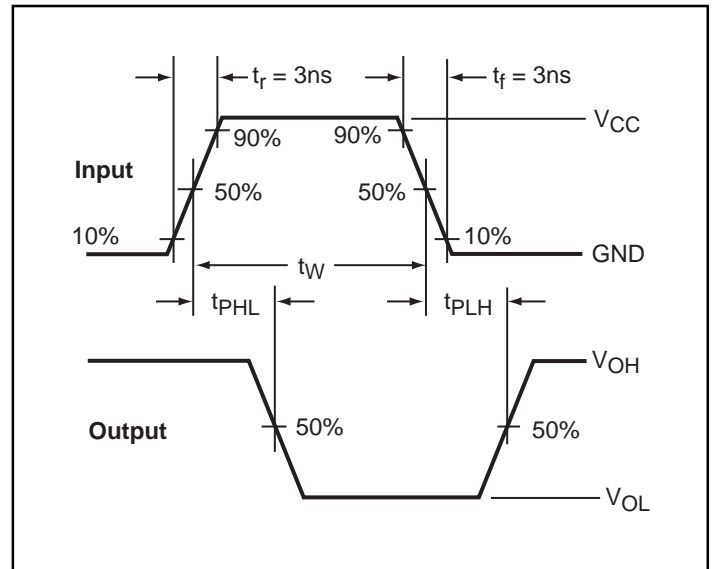 tr = 3ns
tf = 3ns
VCC
90%
90%
Input
50%
50%
10%
10%
GND
tW
tPHL
tPLH
VOH
Output
50%
50%
VOL